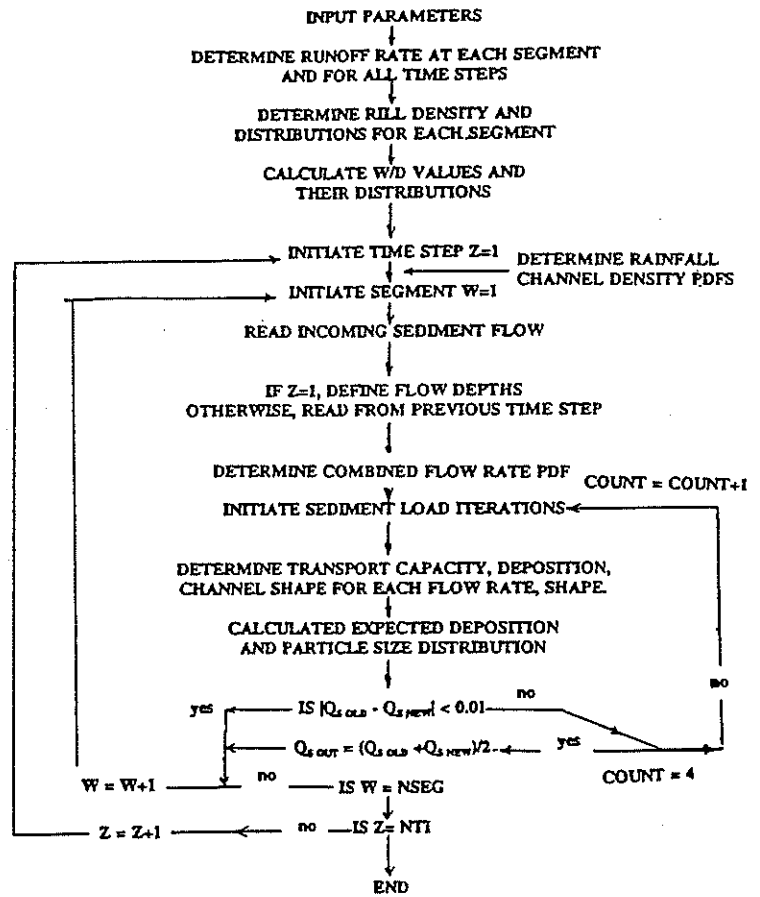 INPUT PARAMETERS
DETERMINE RUNOFF RATE AT EACH SEGMENT
AND FOR ALL TIME STEPS
DETERMINE RILL DENSITY AND
DISTRIBUTIONS FOR EACH SEGMENT
CALCULATE W/D VALUES AND
THEIR DISTRIBUTIONS
INITIATE TIME STEP Z=1
DETERMINE RAINFALL
CHANNEL DENSITY PDFS
INITIATE SEGMENT W=1
READ INCOMING SEDIMENT FLOW
IF Z=1, DEFINE FLOW DEPTHS
OTHERWISE, READ FROM PREVIOUS TIME STEP
DETERMINE COMBINED FLOW RATE PDF
COUNT = COUNT+1
INITIATE SEDIMENT LOAD ITERATIONS
DETERMINE TRANSPORT CAPACITY, DEPOSITION,
CHANNEL SHAPE FOR EACH FLOW RATE, SHAPE.
CALCULATED EXPECTED DEPOSITION
AND PARTICLE SIZE DISTRIBUTION
no
yes
IS |Qs OLD - Qs NEW| < 0.01
no
Qs OUT = (Qs OLD +Qs NEW)/2
yes
COUNT = 4
W = W+1
no
IS W = NSEG
Z = Z+1
no
IS Z= NTI
END